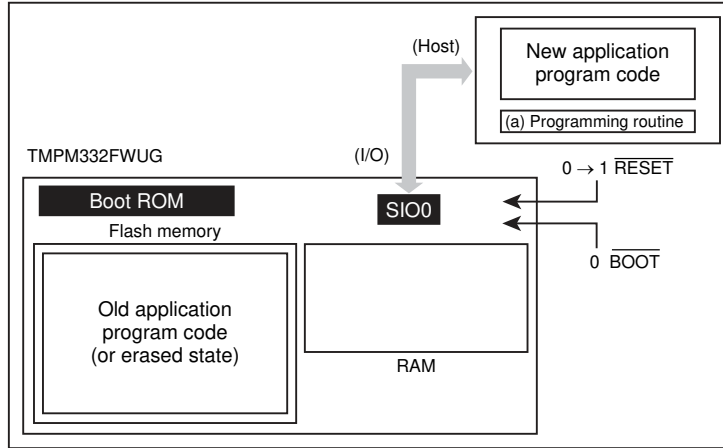 (Host)
New application
program code
(a) Programming routine
TMPM332FWUG
(I/O)
0 → 1 RESET
Boot ROM
SIO0
Flash memory
0 BOOT
Old application
program code
(or erased state)
RAM